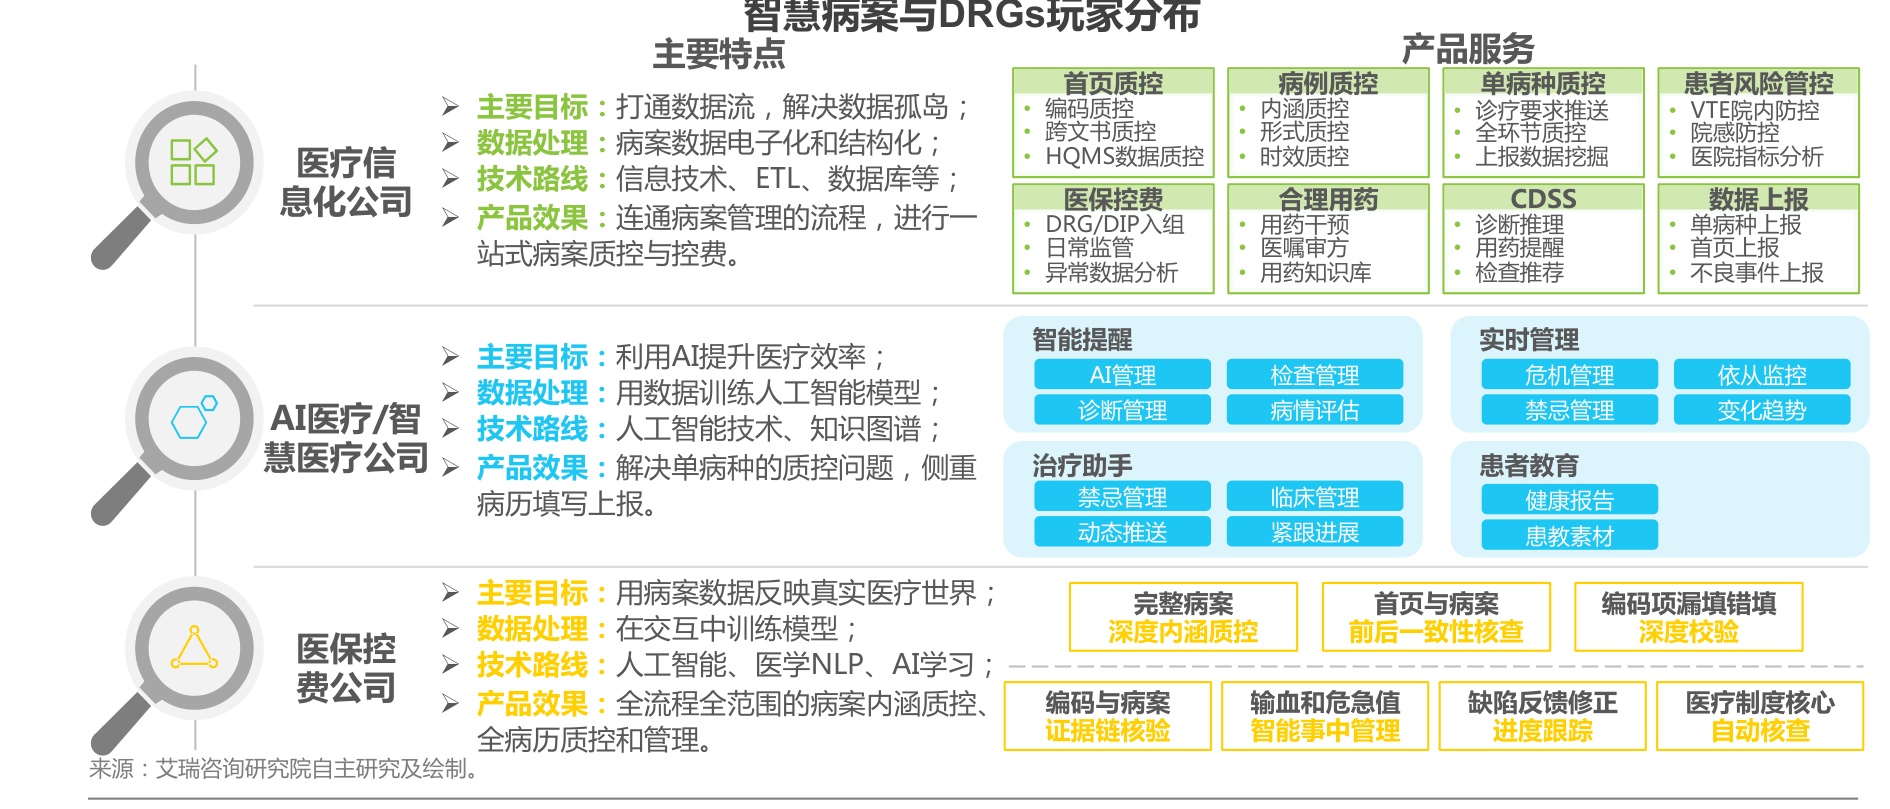 智慧病案与DRGs玩家分布
主要特点
产品服务
医疗信
息化公司
主要目标：打通数据流，解决数据孤岛；
数据处理：病案数据电子化和结构化；
技术路线：信息技术、ETL、数据库等；
产品效果：连通病案管理的流程，进行一
站式病案质控与控费。
首页质控
编码质控
跨文书质控
HQMS数据质控
病例质控
内涵质控
形式质控
时效质控
单病种质控
诊疗要求推送
全环节质控
上报数据挖掘
患者风险管控
VTE院内防控
院感防控
医院指标分析
医保控费
DRG/DIP入组
日常监管
异常数据分析
合理用药
用药干预
医嘱审方
用药知识库
CDSS
诊断推理
用药提醒
检查推荐
数据上报
单病种上报
首页上报
不良事件上报
AI医疗/智
慧医疗公司
主要目标：利用AI提升医疗效率；
数据处理：用数据训练人工智能模型；
技术路线：人工智能技术、知识图谱；
产品效果：解决单病种的质控问题，侧重
病历填写上报。
智能提醒
AI管理
检查管理
诊断管理
病情评估
实时管理
危机管理
依从监控
禁忌管理
变化趋势
治疗助手
禁忌管理
临床管理
动态推送
紧跟进展
患者教育
健康报告
患教素材
医保控
费公司
主要目标：用病案数据反映真实医疗世界；
数据处理：在交互中训练模型；
技术路线：人工智能、医学NLP、AI学习；
产品效果：全流程全范围的病案内涵质控、
全病历质控和管理。
完整病案
深度内涵质控
首页与病案
前后一致性核查
编码项漏填错填
深度校验
编码与病案
证据链核验
输血和危急值
智能事中管理
缺陷反馈修正
进度跟踪
医疗制度核心
自动核查
来源：艾瑞咨询研究院自主研究及绘制。